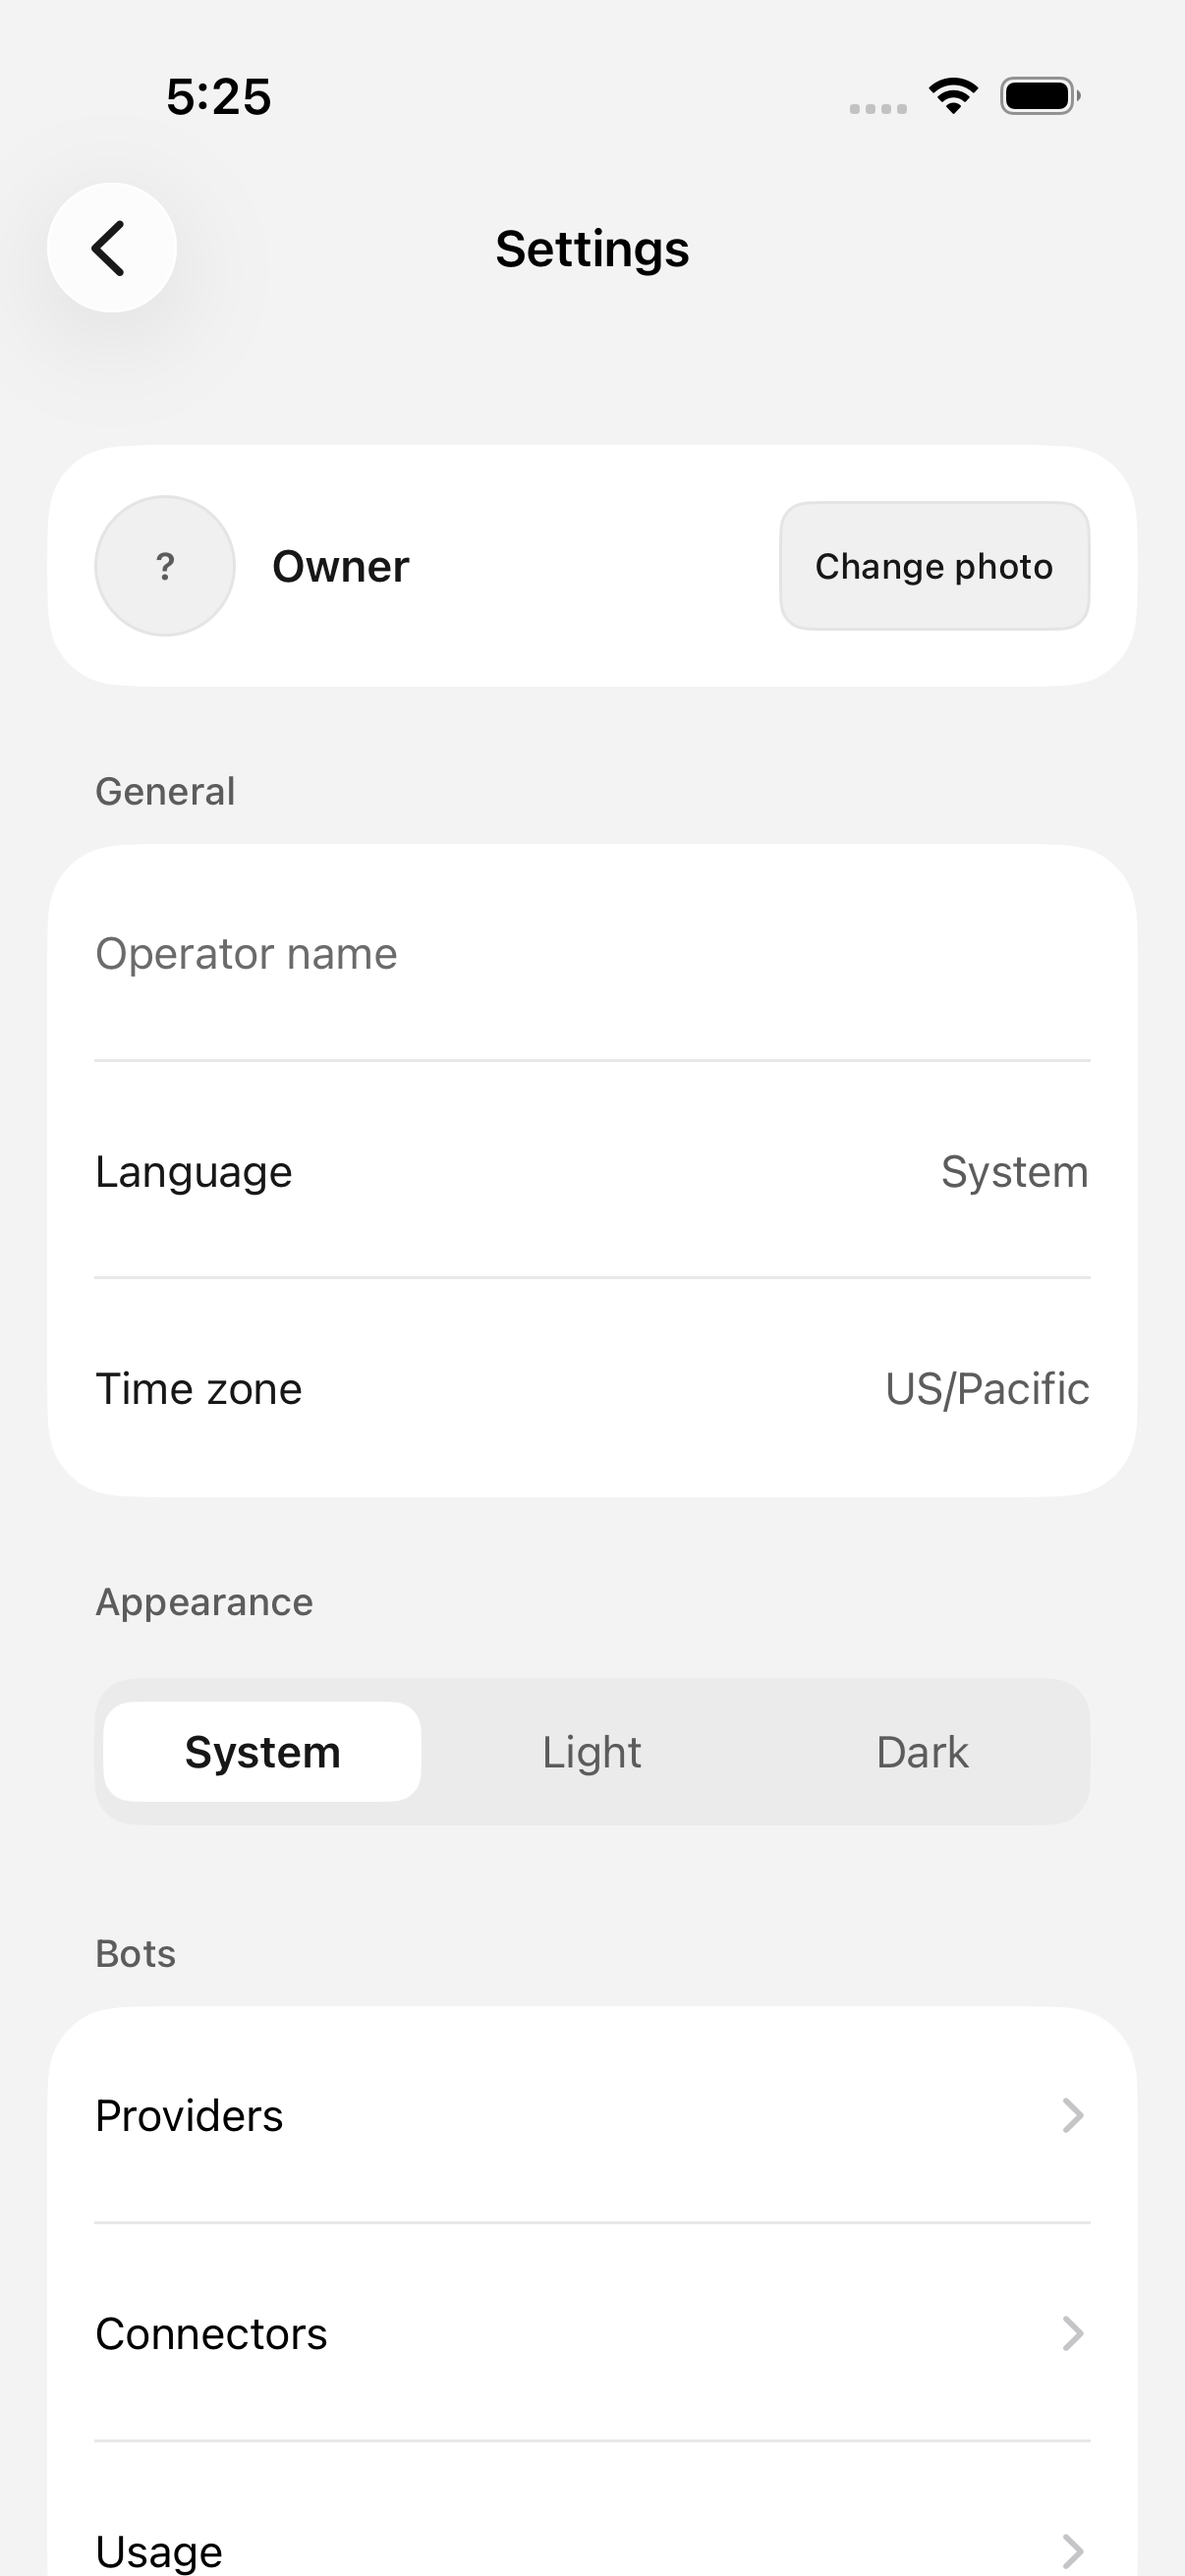 5:25
Settings
?
Owner
Change photo
General
Operator name
Language
System
Time zone
US/Pacific
Appearance
System
Light
Dark
Bots
Providers
Connectors
Usage